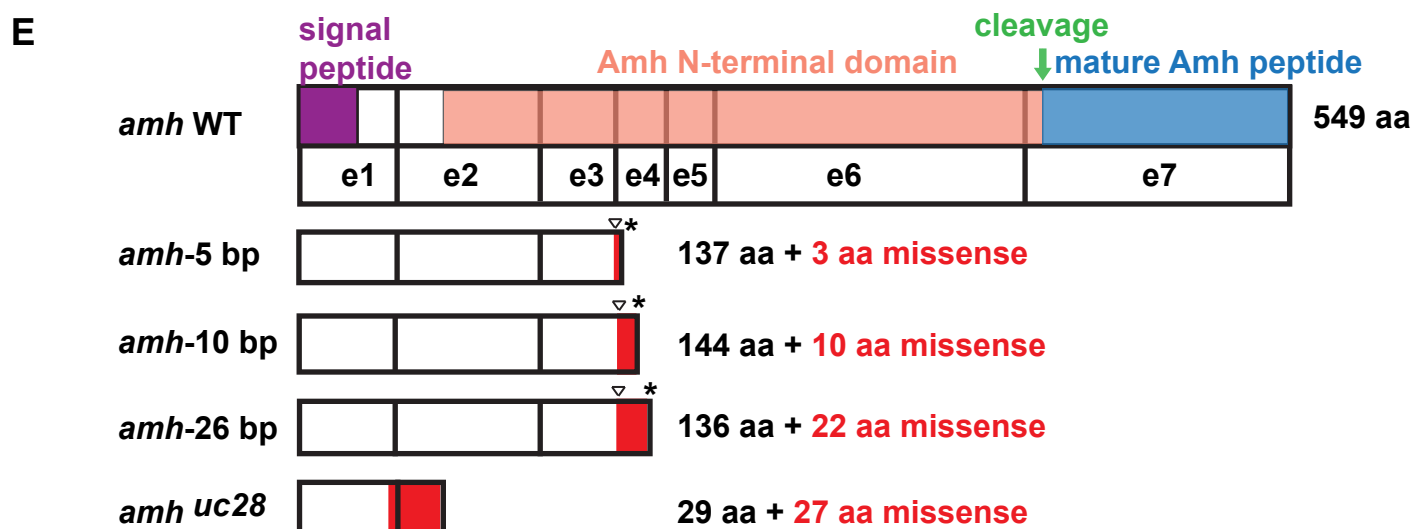 E
signal
peptide
cleavage
Amh N-terminal domain
mature Amh peptide
amh WT
549 aa
e1 e2 e3 e4 e5 e6 e7
*
amh-5 bp
137 aa + 3 aa missense
*
amh-10 bp
144 aa + 10 aa missense
*
amh-26 bp
136 aa + 22 aa missense
amh uc28
29 aa + 27 aa missense